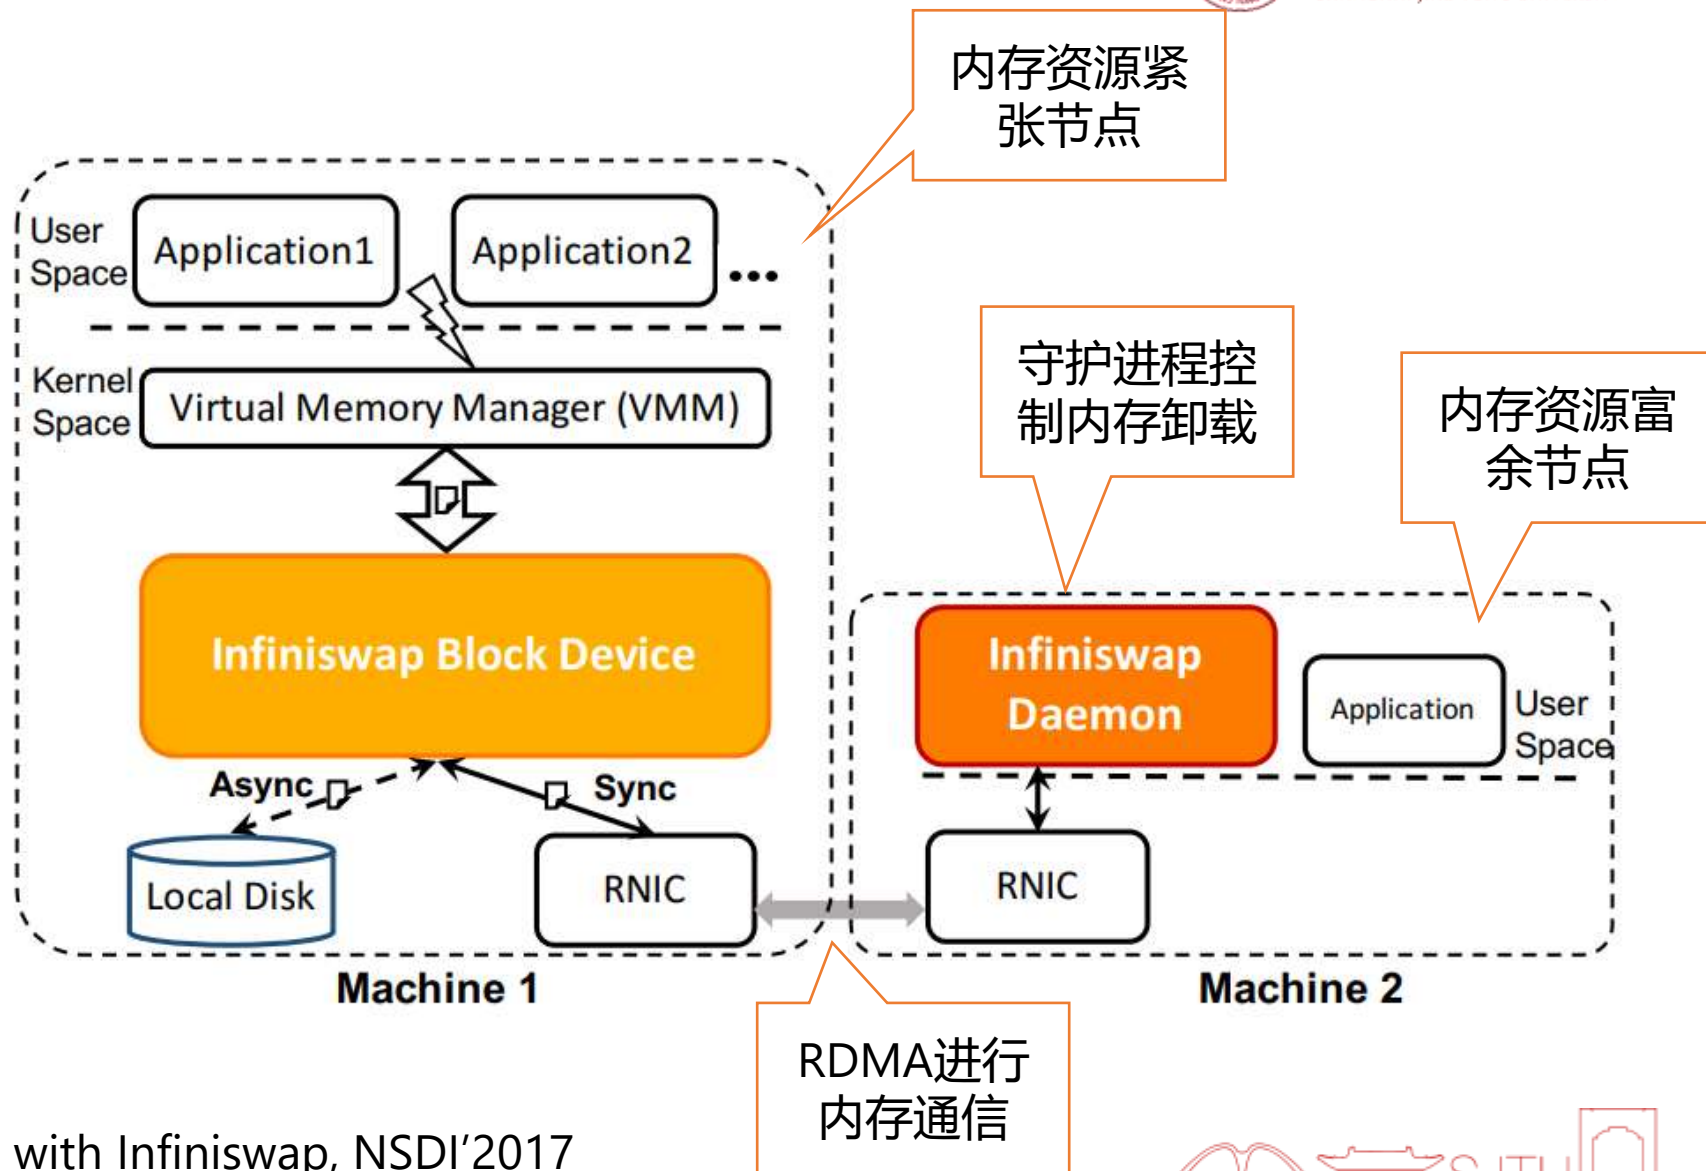 内存资源紧
张节点
User
Space
Application1
Application2
...
Kernel
Space
Virtual Memory Manager (VMM)
守护进程控
制内存卸载
内存资源富
余节点
Infiniswap Block Device
Infiniswap
Daemon
Application
User
Space
Async
Sync
Local Disk
RNIC
RNIC
Machine 1
Machine 2
RDMA进行
内存通信
with Infiniswap, NSDI'2017
SJTU